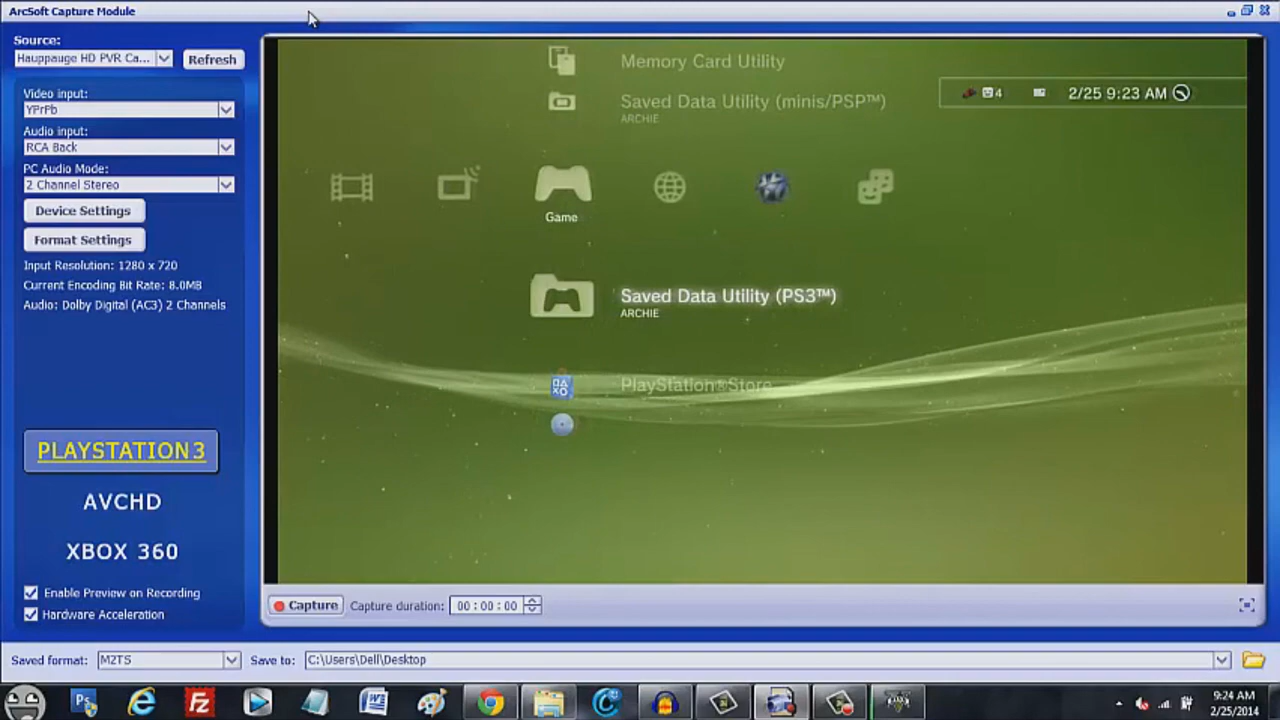 ArcSoft Capture Module
Source:
Hauppauge HD PVR Ca...
Refresh
Video input:
YPrPb
Audio input:
RCA Back
PC Audio Mode:
2 Channel Stereo
Device Settings
Format Settings
Input Resolution: 1280 x 720
Current Encoding Bit Rate: 8.0MB
Audio: Dolby Digital (AC3) 2 Channels
PLAYSTATION3
AVCHD
XBOX 360
Enable Preview on Recording
Hardware Acceleration
Memory Card Utility
Saved Data Utility (minis/PSP™)
ARCHIE
4
2/25 9:23 AM
Game
Saved Data Utility (PS3™)
ARCHIE
PlayStation®Store
Capture
Capture duration:
00 : 00 : 00
Saved format:
M2TS
Save to:
C:\Users\Dell\Desktop
9:24 AM
2/25/2014